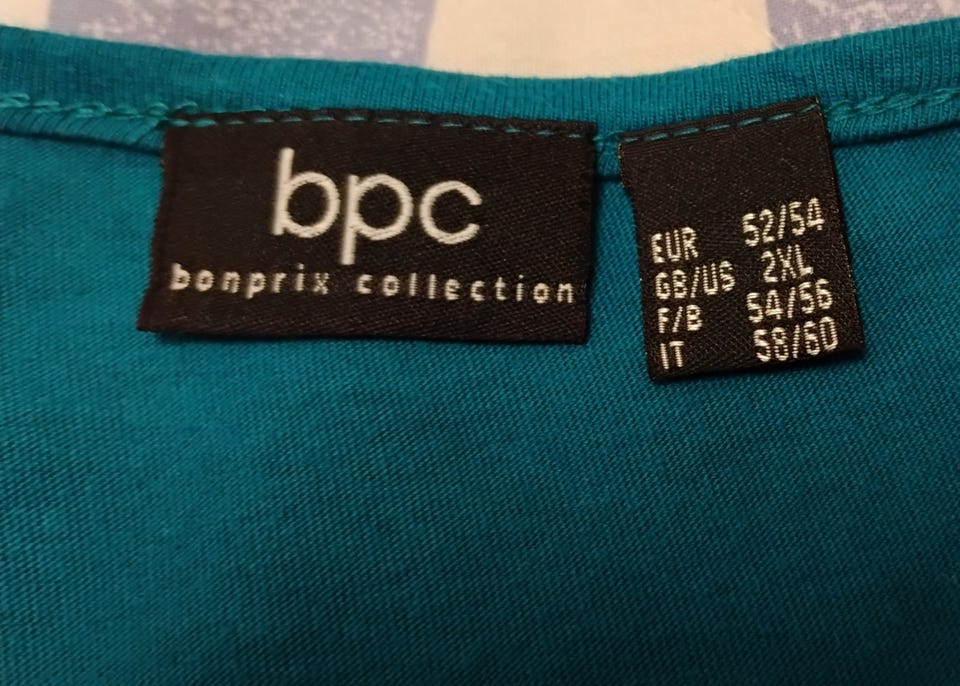 bpc
bonprix collection
EUR 52/54
GB/US 2XL
F/B 54/56
IT 58/60